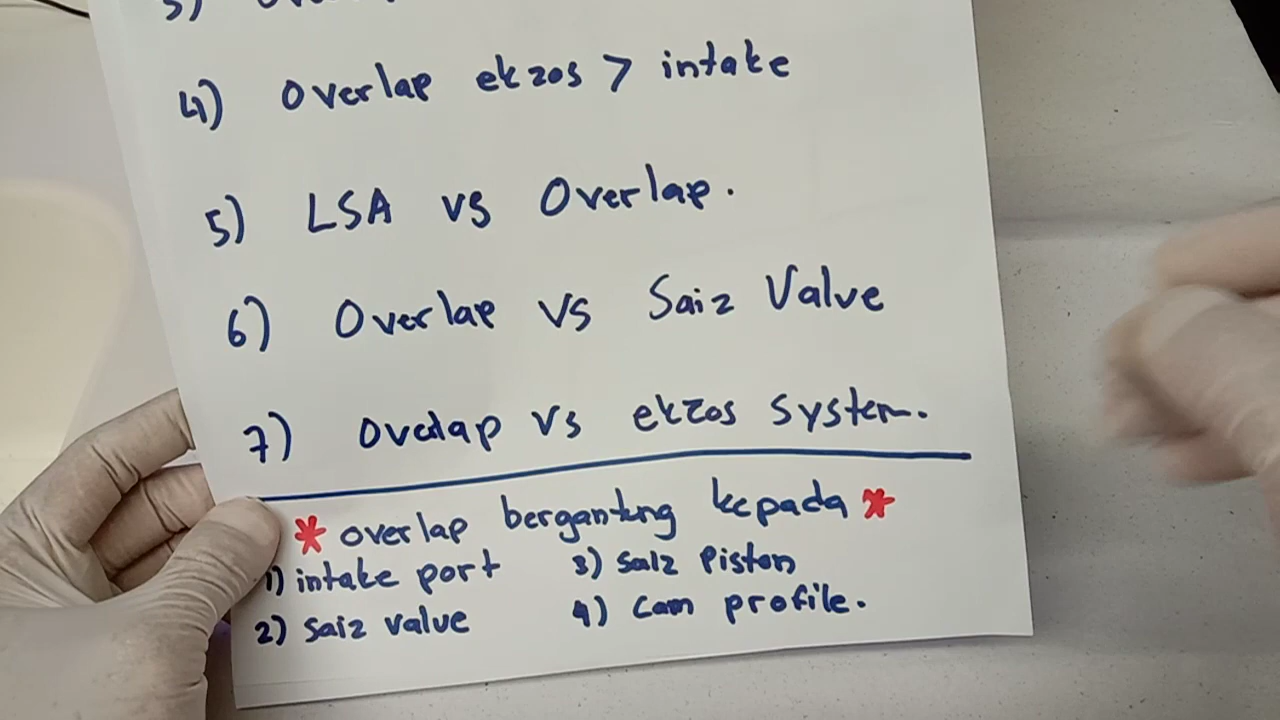 4) Overlap ekzos > intake
5) LSA vs Overlap.
6) Overlap vs Saiz Valve
7) Overlap vs ekzos system.
* overlap bergantung kepada *
1) intake port 3) saiz piston
2) saiz valve 4) cam profile.